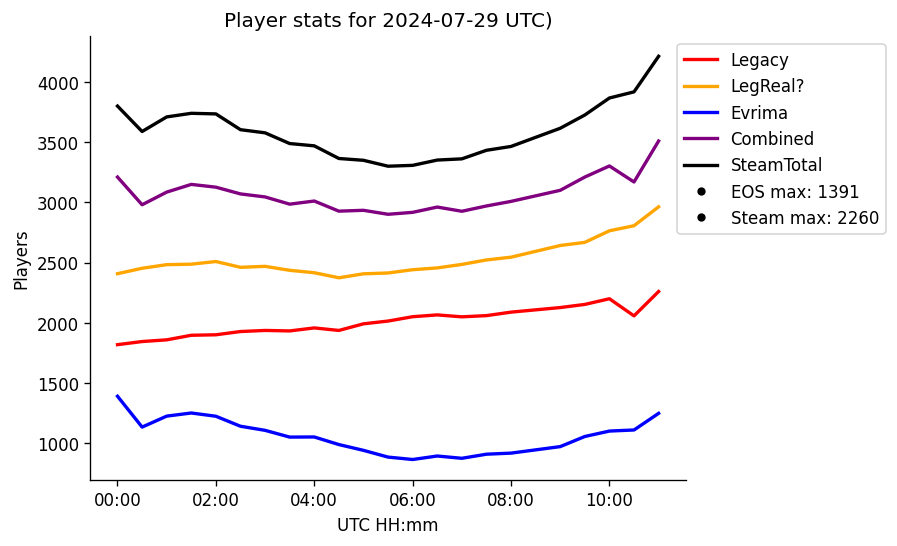 Player stats for 2024-07-29 UTC)
Players
4000
3500
3000
2500
2000
1500
1000
00:00 02:00 04:00 06:00 08:00 10:00
UTC HH:mm
Legacy
LegReal?
Evrima
Combined
SteamTotal
EOS max: 1391
Steam max: 2260